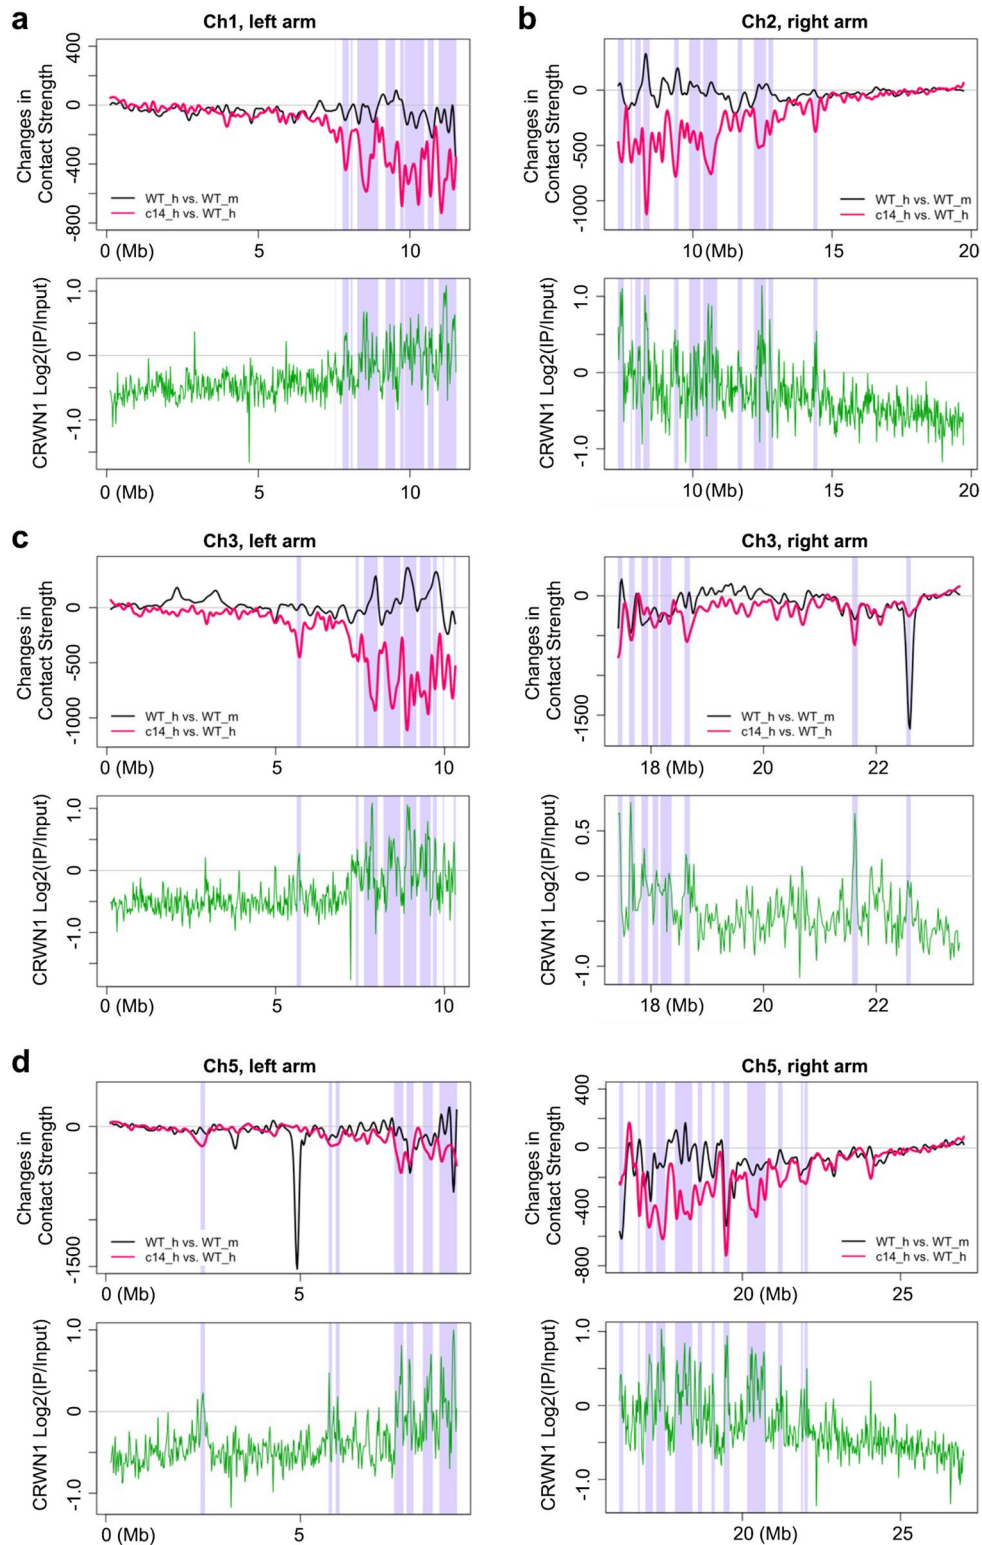 a
Ch1, left arm
Changes in
Contact Strength
400
0
-400
-800
WT_h vs. WT_m
c14_h vs. WT_h
0 (Mb)
5
10
CRWN1 Log2(IP/Input)
1.0
0
-1.0
0 (Mb)
5
10
b
Ch2, right arm
Changes in
Contact Strength
0
-500
-1000
WT_h vs. WT_m
c14_h vs. WT_h
10 (Mb)
15
20
CRWN1 Log2(IP/Input)
1.0
0
-1.0
10 (Mb)
15
20
c
Ch3, left arm
Changes in
Contact Strength
0
-500
-1000
WT_h vs. WT_m
c14_h vs. WT_h
0 (Mb)
5
10
CRWN1 Log2(IP/Input)
1.0
0
-1.0
0 (Mb)
5
10
Ch3, right arm
Changes in
Contact Strength
0
-1500
WT_h vs. WT_m
c14_h vs. WT_h
18 (Mb)
20
22
CRWN1 Log2(IP/Input)
0.5
0
-1.0
18 (Mb)
20
22
d
Ch5, left arm
Changes in
Contact Strength
0
-1500
WT_h vs. WT_m
c14_h vs. WT_h
0 (Mb)
5
CRWN1 Log2(IP/Input)
1.0
0
-1.0
0 (Mb)
5
Ch5, right arm
Changes in
Contact Strength
400
0
-400
-800
WT_h vs. WT_m
c14_h vs. WT_h
20 (Mb)
25
CRWN1 Log2(IP/Input)
1.0
0
-1.0
20 (Mb)
25